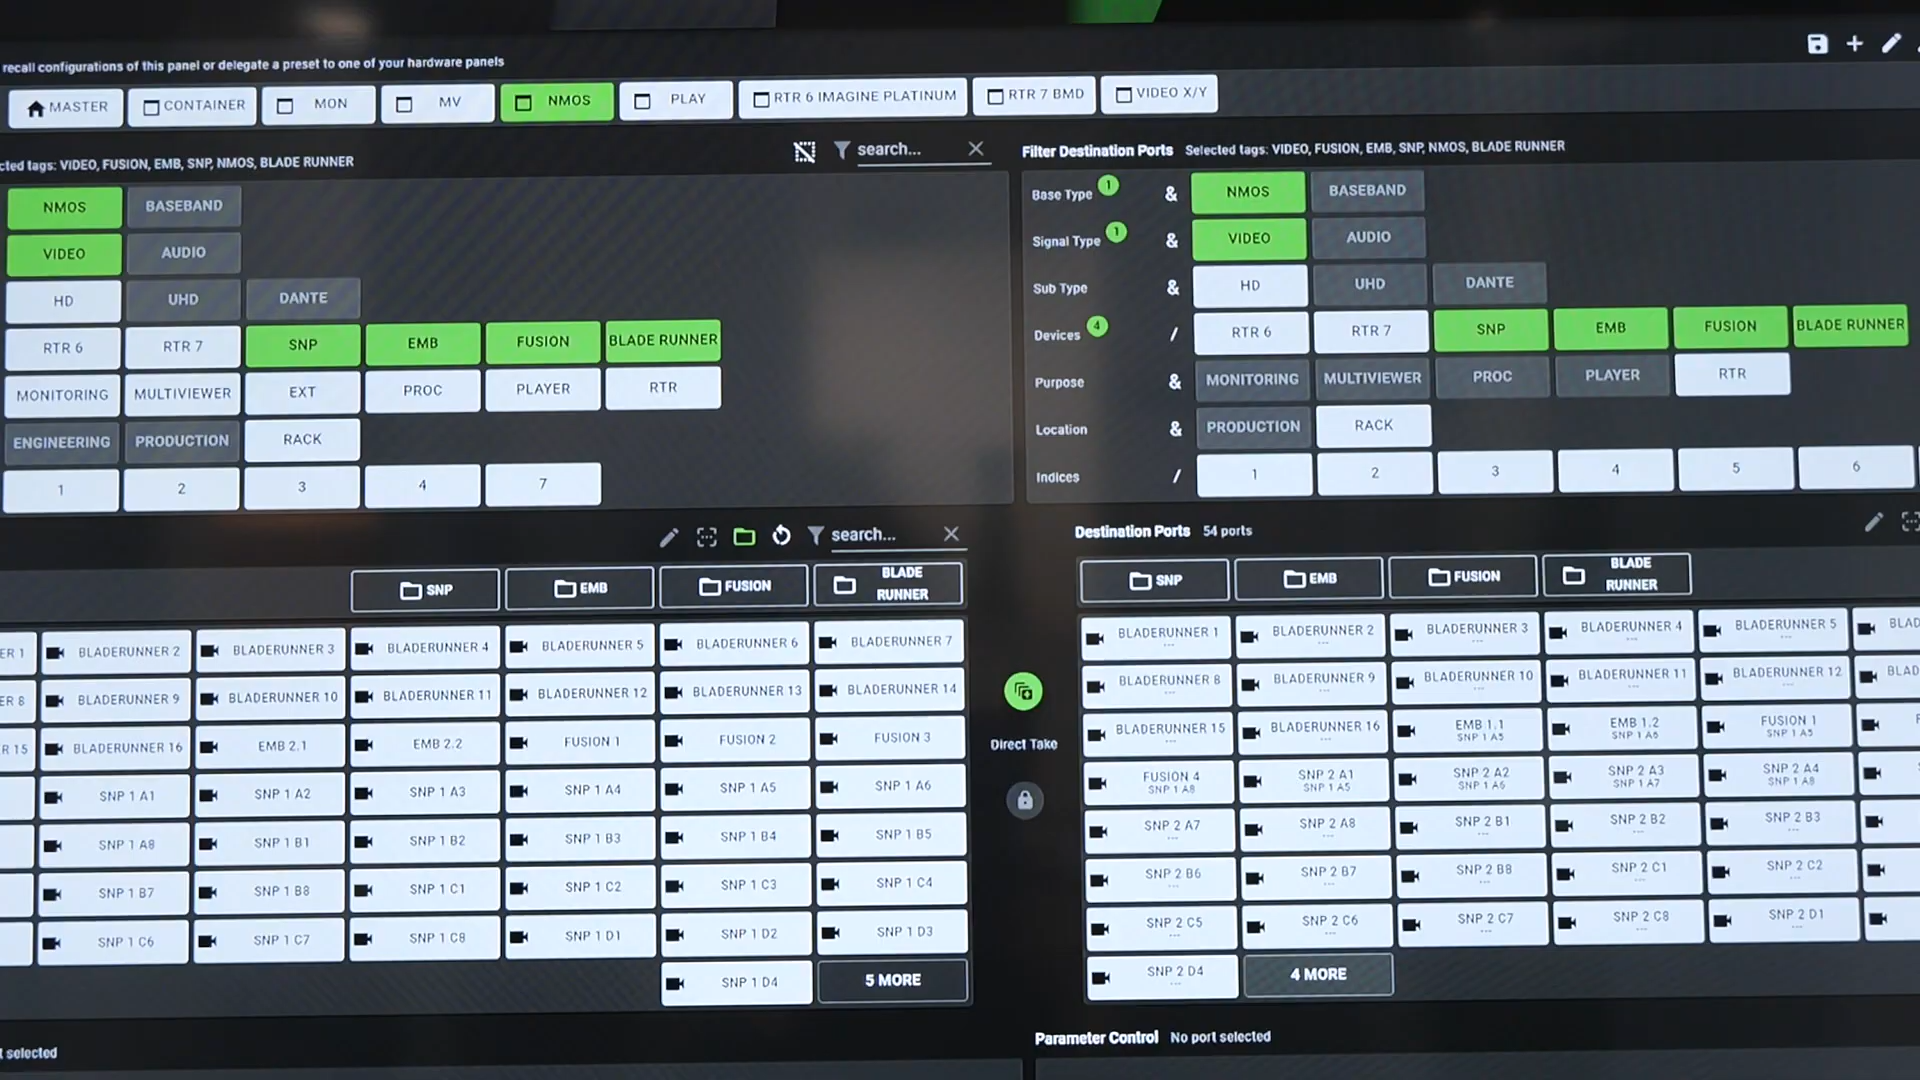 recall configurations of this panel or delegate a preset to one of your hardware panels
MASTER CONTAINER MON MV NMOS PLAY RTR 6 IMAGINE PLATINUM RTR 7 BMD VIDEO X/Y
cted tags: VIDEO, FUSION, EMB, SNP, NMOS, BLADE RUNNER
search...
NMOS BASEBAND
VIDEO AUDIO
HD UHD DANTE
RTR 6 RTR 7 SNP EMB FUSION BLADE RUNNER
MONITORING MULTIVIEWER EXT PROC PLAYER RTR
ENGINEERING PRODUCTION RACK
1 2 3 4 7
Filter Destination Ports Selected tags: VIDEO, FUSION, EMB, SNP, NMOS, BLADE RUNNER
Base Type 1 & NMOS BASEBAND
Signal Type 1 & VIDEO AUDIO
Sub Type & HD UHD DANTE
Devices 4 / RTR 6 RTR 7 SNP EMB FUSION BLADE RUNNER
Purpose & MONITORING MULTIVIEWER PROC PLAYER RTR
Location & PRODUCTION RACK
Indices / 1 2 3 4 5 6
search...
SNP EMB FUSION BLADE
RUNNER
ER 1 BLADERUNNER 2 BLADERUNNER 3 BLADERUNNER 4 BLADERUNNER 5 BLADERUNNER 6 BLADERUNNER 7
ER 8 BLADERUNNER 9 BLADERUNNER 10 BLADERUNNER 11 BLADERUNNER 12 BLADERUNNER 13 BLADERUNNER 14
R 15 BLADERUNNER 16 EMB 2.1 EMB 2.2 FUSION 1 FUSION 2 FUSION 3
SNP 1 A1 SNP 1 A2 SNP 1 A3 SNP 1 A4 SNP 1 A5 SNP 1 A6
SNP 1 A8 SNP 1 B1 SNP 1 B2 SNP 1 B3 SNP 1 B4 SNP 1 B5
SNP 1 B7 SNP 1 B8 SNP 1 C1 SNP 1 C2 SNP 1 C3 SNP 1 C4
SNP 1 C6 SNP 1 C7 SNP 1 C8 SNP 1 D1 SNP 1 D2 SNP 1 D3
SNP 1 D4 5 MORE
Direct Take
Destination Ports 54 ports
SNP EMB FUSION BLADE
RUNNER
BLADERUNNER 1 BLADERUNNER 2 BLADERUNNER 3 BLADERUNNER 4 BLADERUNNER 5 BLAD
--- --- --- --- ---
BLADERUNNER 8 BLADERUNNER 9 BLADERUNNER 10 BLADERUNNER 11 BLADERUNNER 12 BLAD
--- --- --- --- ---
BLADERUNNER 15 BLADERUNNER 16 EMB 1.1 EMB 1.2 FUSION 1
--- --- SNP 1 A5 SNP 1 A6 SNP 1 A5
FUSION 4 SNP 2 A1 SNP 2 A2 SNP 2 A3 SNP 2 A4
SNP 1 A8 SNP 1 A5 SNP 1 A6 SNP 1 A7 SNP 1 A8
SNP 2 A7 SNP 2 A8 SNP 2 B1 SNP 2 B2 SNP 2 B3
--- --- --- --- ---
SNP 2 B6 SNP 2 B7 SNP 2 B8 SNP 2 C1 SNP 2 C2
--- --- --- --- ---
SNP 2 C5 SNP 2 C6 SNP 2 C7 SNP 2 C8 SNP 2 D1
--- --- --- --- ---
SNP 2 D4 4 MORE
---
t selected
Parameter Control No port selected